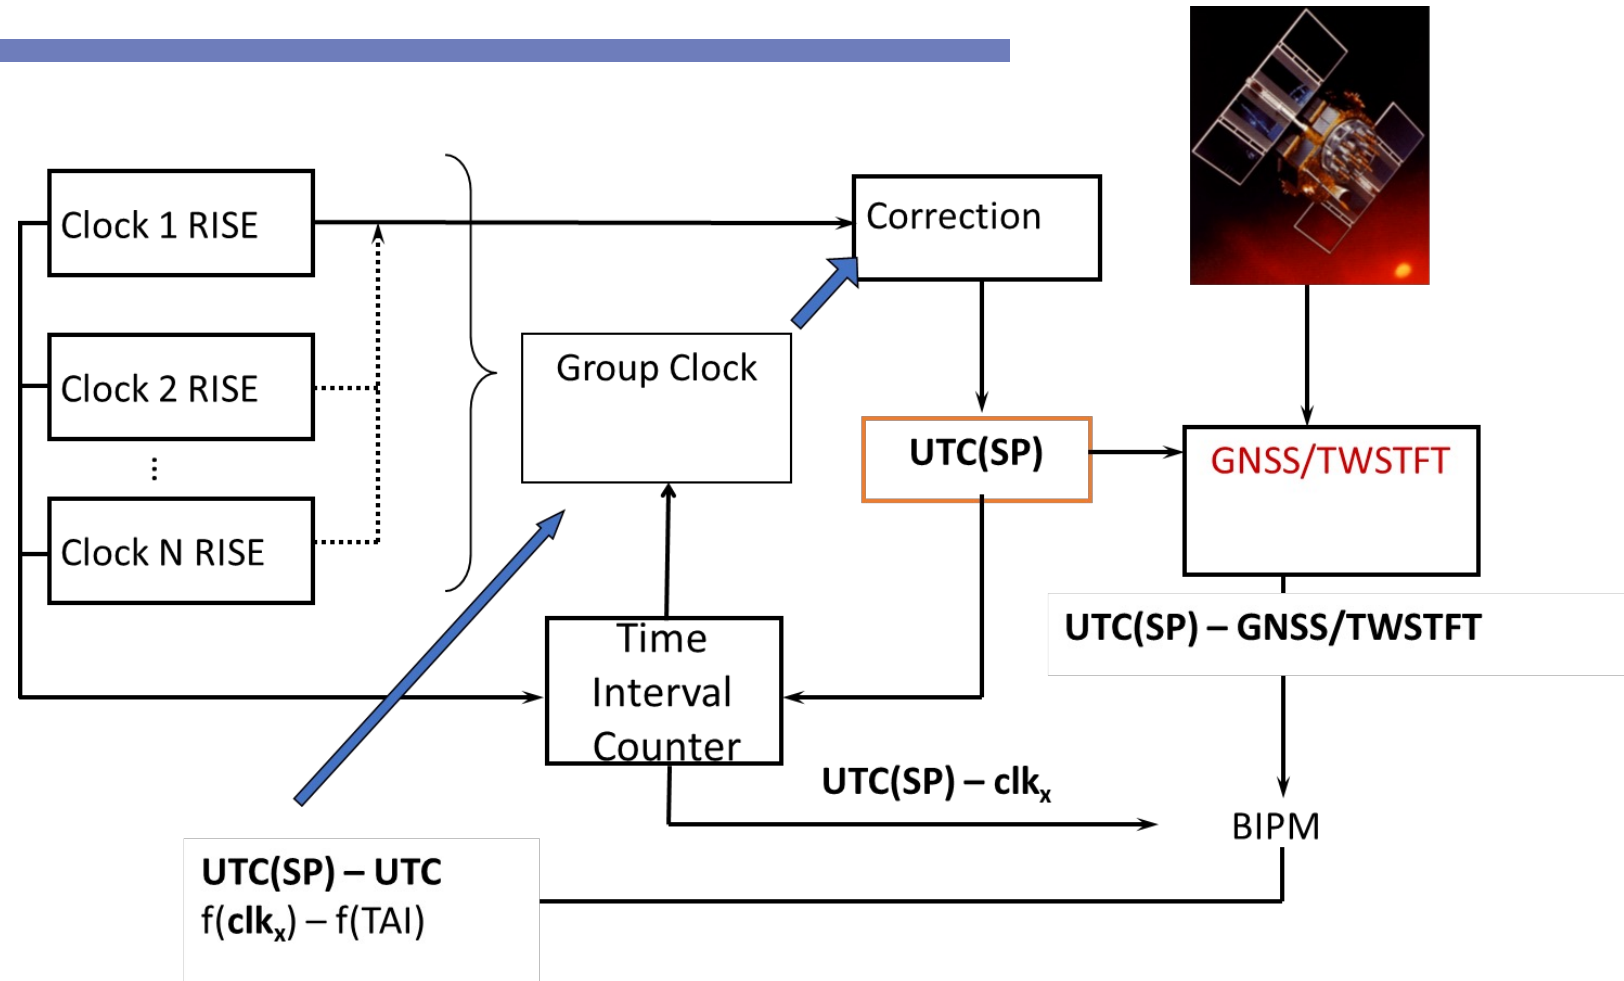 Clock 1 RISE
Correction
Clock 2 RISE
Group Clock
⋮
Clock N RISE
UTC(SP)
GNSS/TWSTFT
UTC(SP) – GNSS/TWSTFT
Time
Interval
Counter
UTC(SP) – clkx
BIPM
UTC(SP) – UTC
f(clkx) – f(TAI)